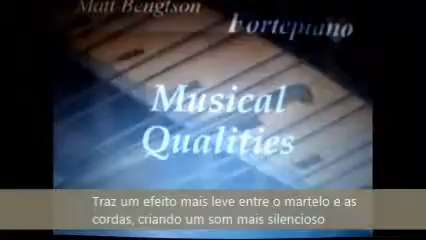 Matt Bengtson
Fortepiano
Musical
Qualities
Traz um efeito mais leve entre o martelo e as
cordas, criando um som mais silencioso